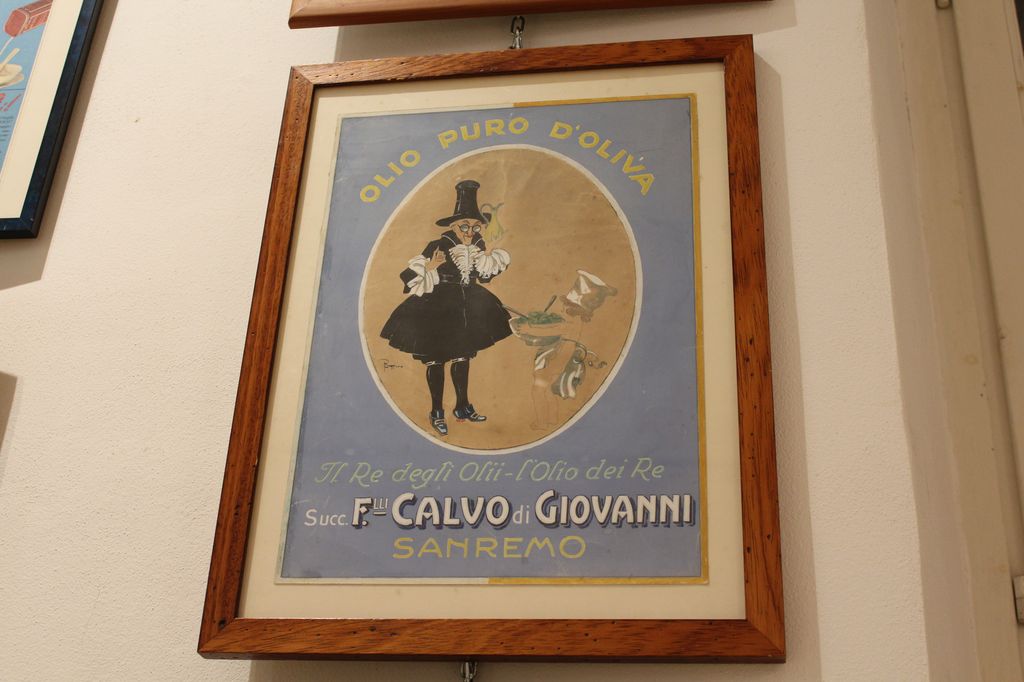 OLIO PURO D'OLIVA
Il Re degli Olii - l'Olio dei Re
Succ. F.LLI CALVO di GIOVANNI
SANREMO